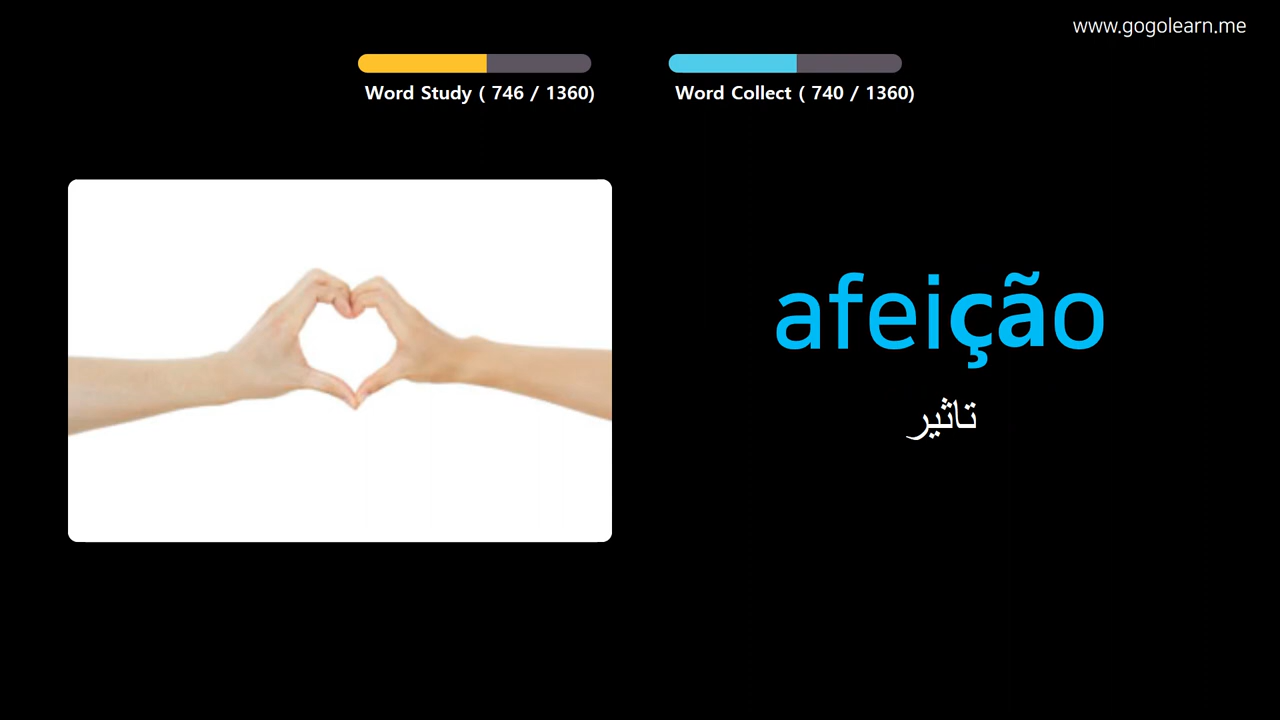 www.gogolearn.me
Word Study ( 746 / 1360)
Word Collect ( 740 / 1360)
afeição
تاثیر